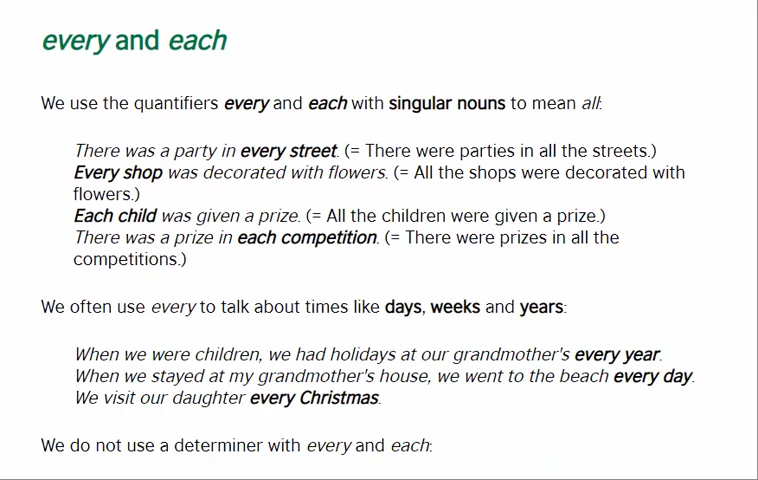 every and each
We use the quantifiers every and each with singular nouns to mean all:
There was a party in every street. (= There were parties in all the streets.)
Every shop was decorated with flowers. (= All the shops were decorated with
flowers.)
Each child was given a prize. (= All the children were given a prize.)
There was a prize in each competition. (= There were prizes in all the
competitions.)
We often use every to talk about times like days, weeks and years:
When we were children, we had holidays at our grandmother's every year.
When we stayed at my grandmother's house, we went to the beach every day.
We visit our daughter every Christmas.
We do not use a determiner with every and each: